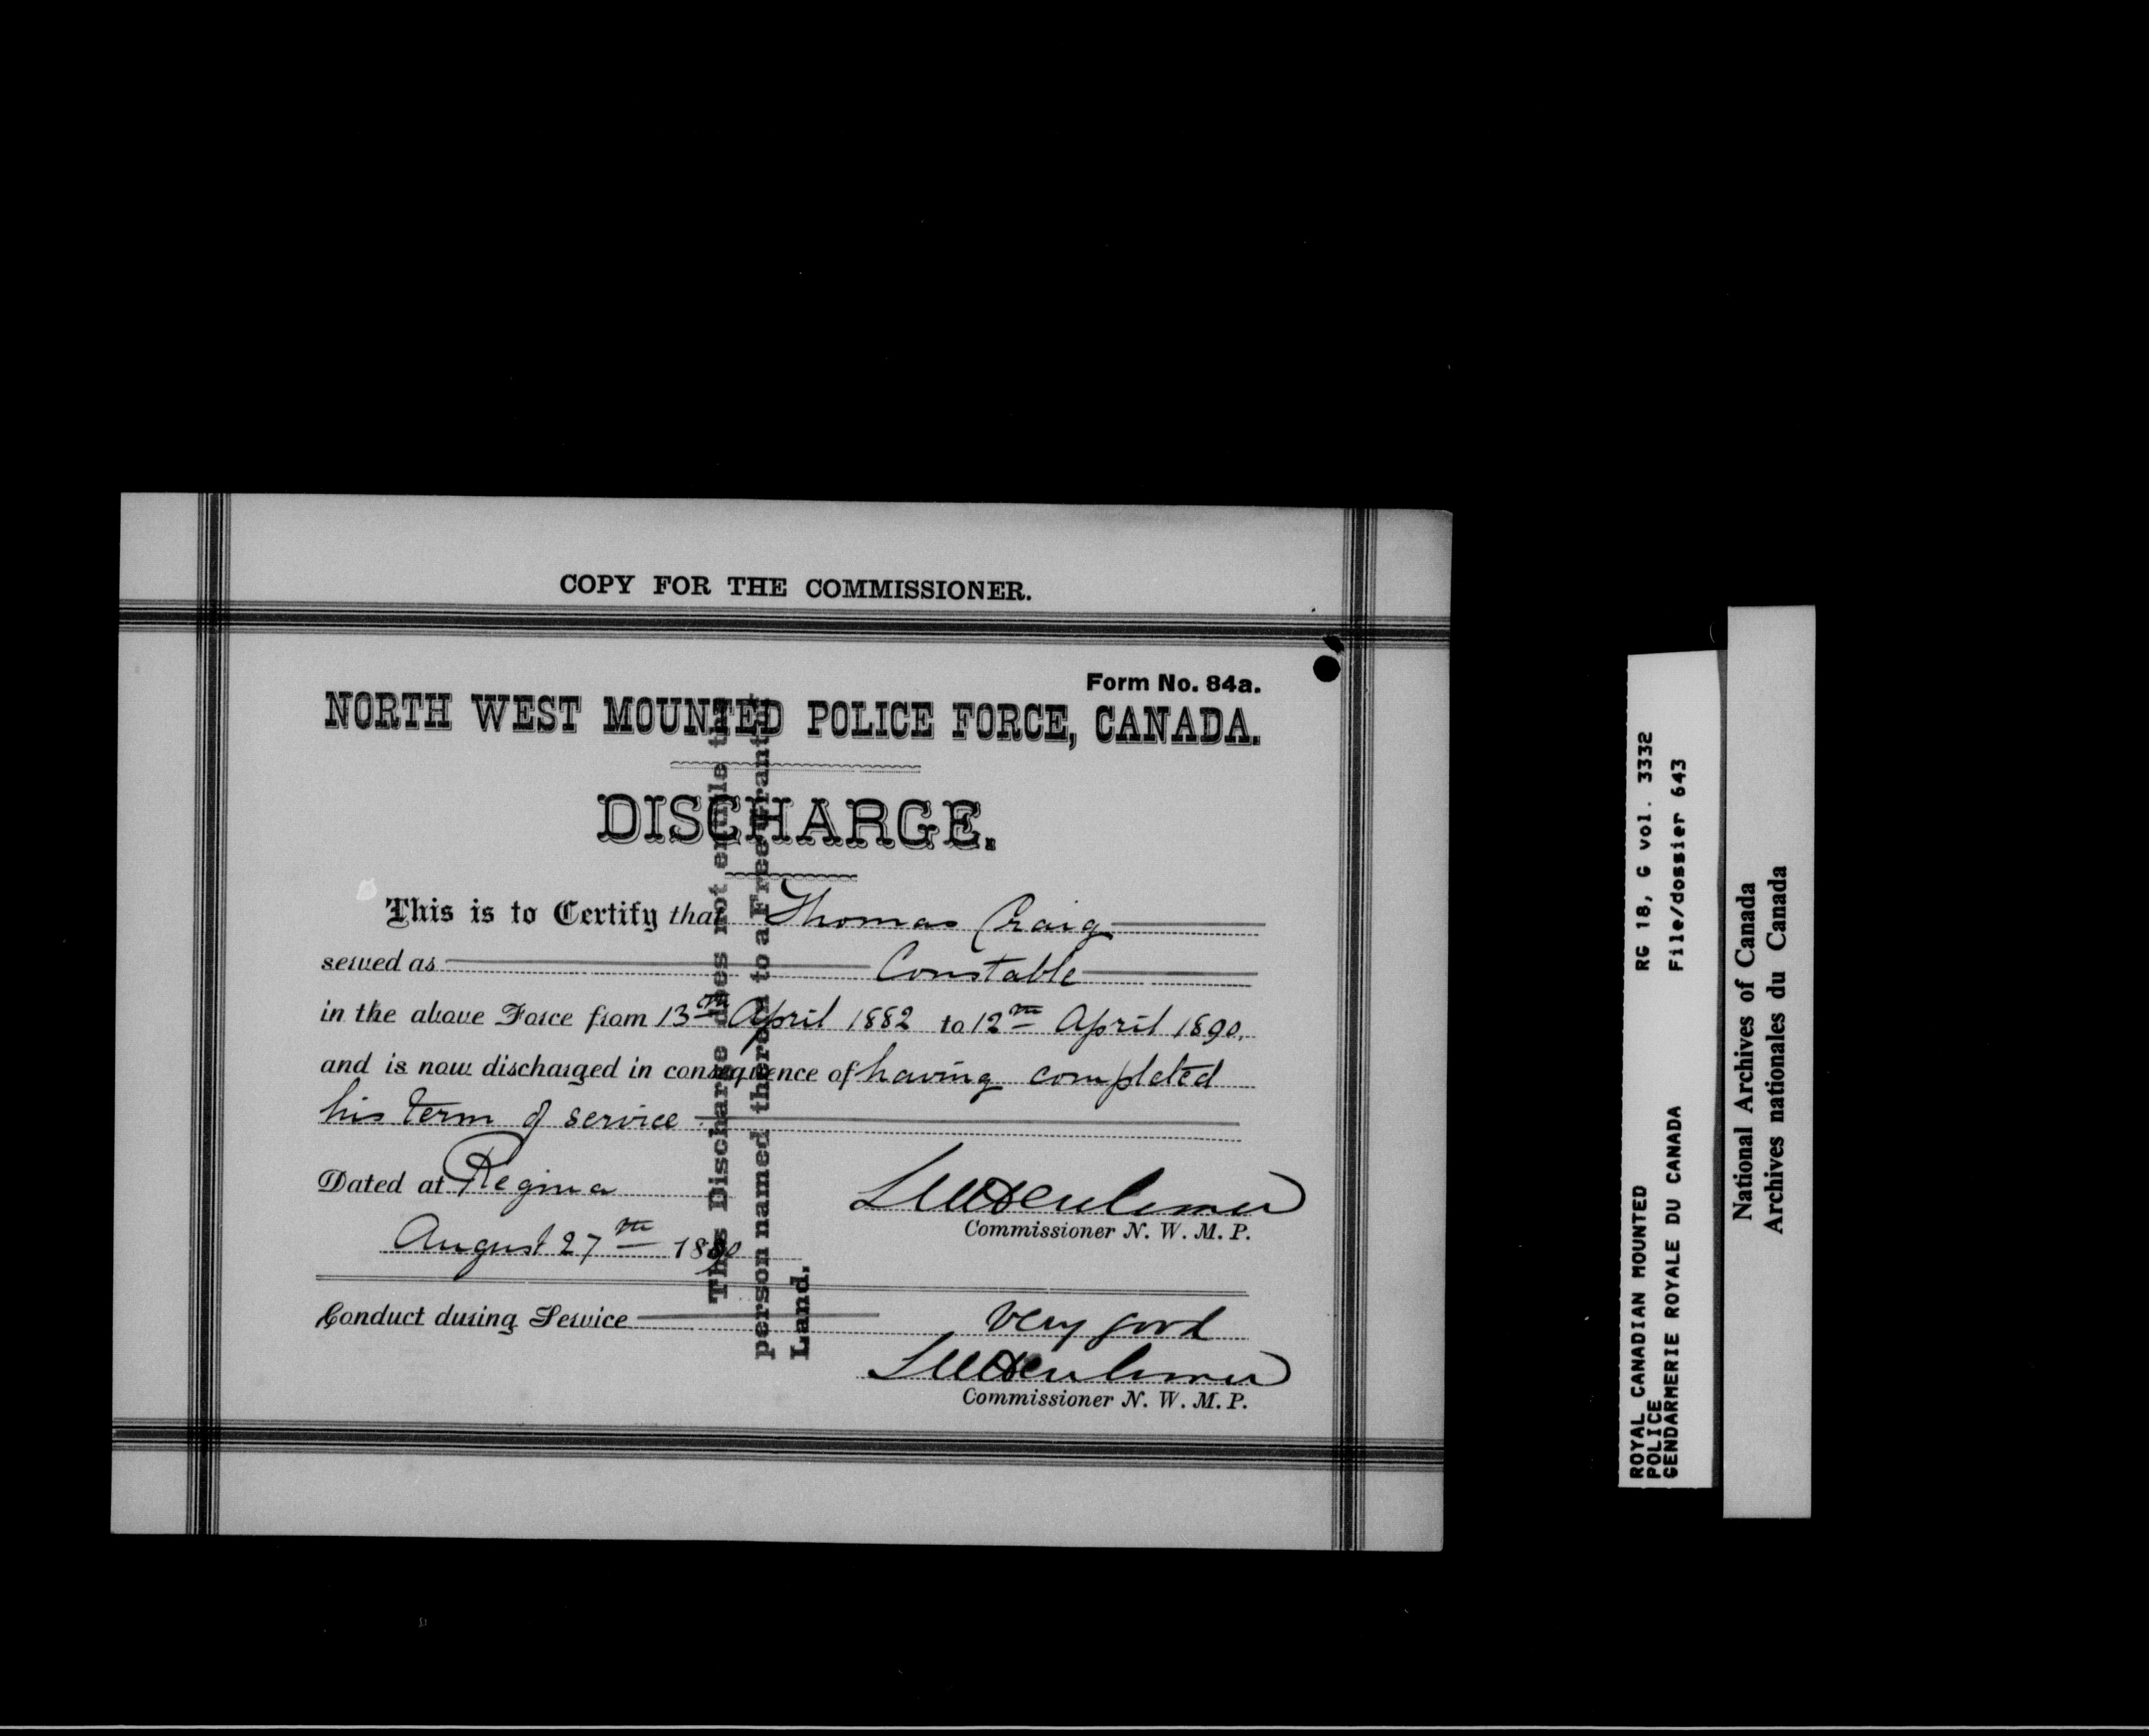 COPY FOR THE COMMISSIONER.
Form No. 84a.
NORTH WEST MOUNTED POLICE FORCE, CANADA.
DISCHARGE.
This is to Certify that Thomas Craig
served as Constable
in the above Force from 13th April 1882 to 12th April 1890.
and is now discharged in consequence of having completed
his term of service
Dated at Regina
Commissioner N. W. M. P.
August 27th 1890
Conduct during Service very good
Commissioner N. W. M. P.
This Discharge does not entitle the
person named thereon to a Free Grant of
Land.
ROYAL CANADIAN MOUNTED RG 18, G vol. 3332
POLICE
GENDARMERIE ROYALE DU CANADA File/dossier 643
National Archives of Canada
Archives nationales du Canada